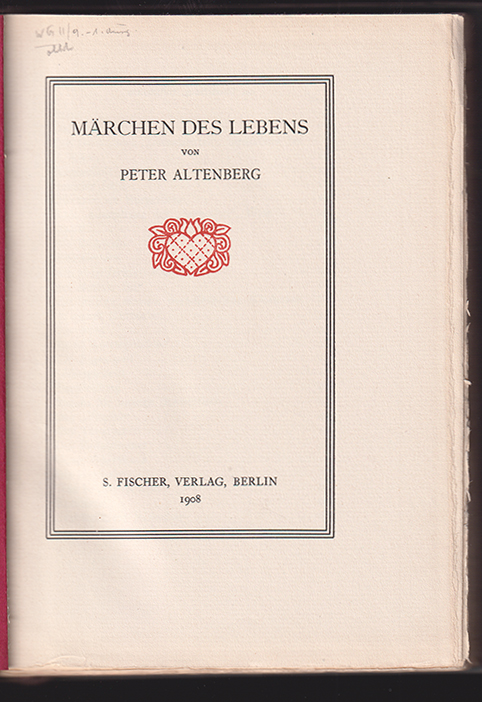 MÄRCHEN DES LEBENS
VON
PETER ALTENBERG
S. FISCHER, VERLAG, BERLIN
1908